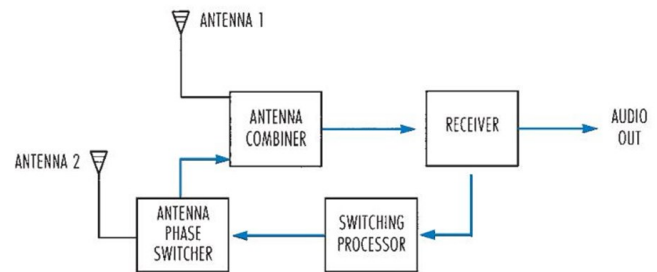 ANTENNA 1
ANTENNA
COMBINER
RECEIVER
AUDIO
OUT
ANTENNA 2
ANTENNA
PHASE
SWITCHER
SWITCHING
PROCESSOR